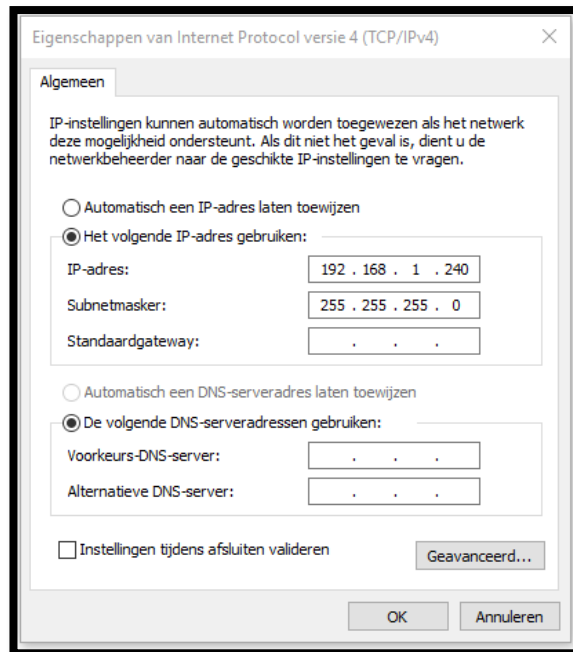 Eigenschappen van Internet Protocol versie 4 (TCP/IPv4)
Algemeen
IP-instellingen kunnen automatisch worden toegewezen als het netwerk
deze mogelijkheid ondersteunt. Als dit niet het geval is, dient u de
netwerkbeheerder naar de geschikte IP-instellingen te vragen.
Automatisch een IP-adres laten toewijzen
Het volgende IP-adres gebruiken:
IP-adres: 192 . 168 . 1 . 240
Subnetmasker: 255 . 255 . 255 . 0
Standaardgateway: . . .
Automatisch een DNS-serveradres laten toewijzen
De volgende DNS-serveradressen gebruiken:
Voorkeurs-DNS-server: . . .
Alternatieve DNS-server: . . .
Instellingen tijdens afsluiten valideren
Geavanceerd...
OK Annuleren